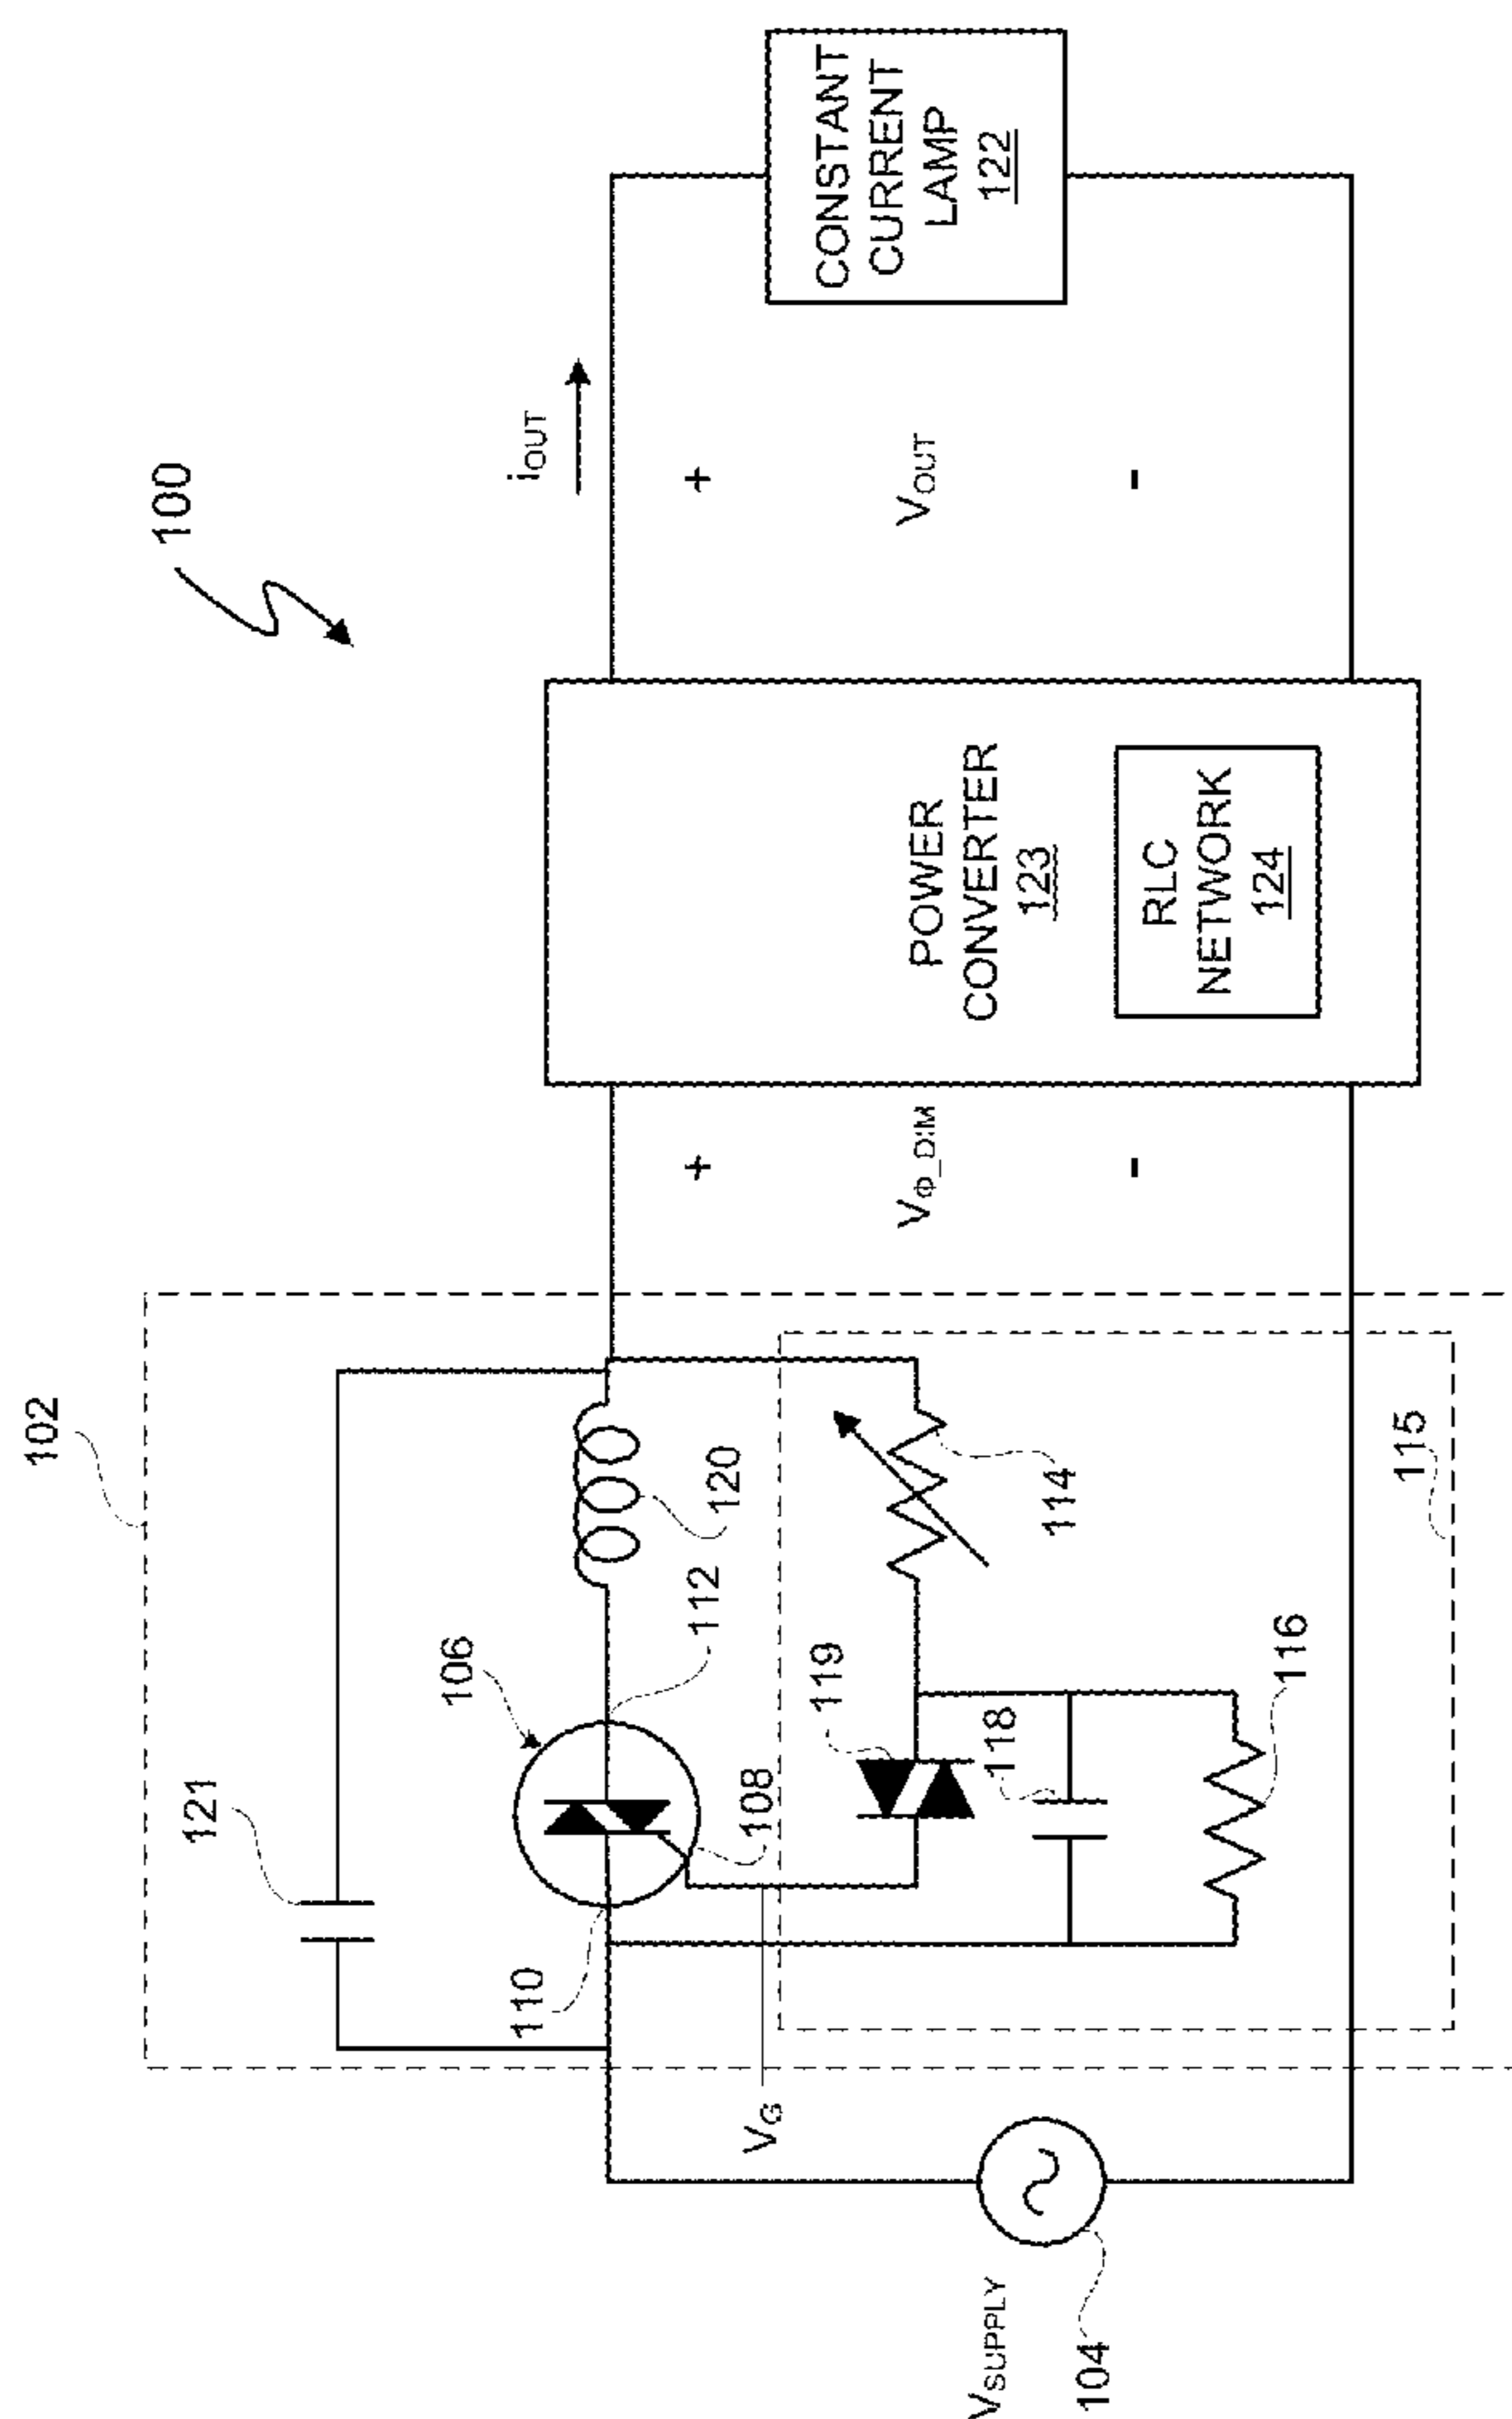 100
102
121
106
110
112
120
108
119
118
114
116
115
VG
VSUPPLY
104
+
VΦ_DIM
-
POWER
CONVERTER
123
RLC
NETWORK
124
iOUT
+
VOUT
-
CONSTANT
CURRENT
LAMP
122